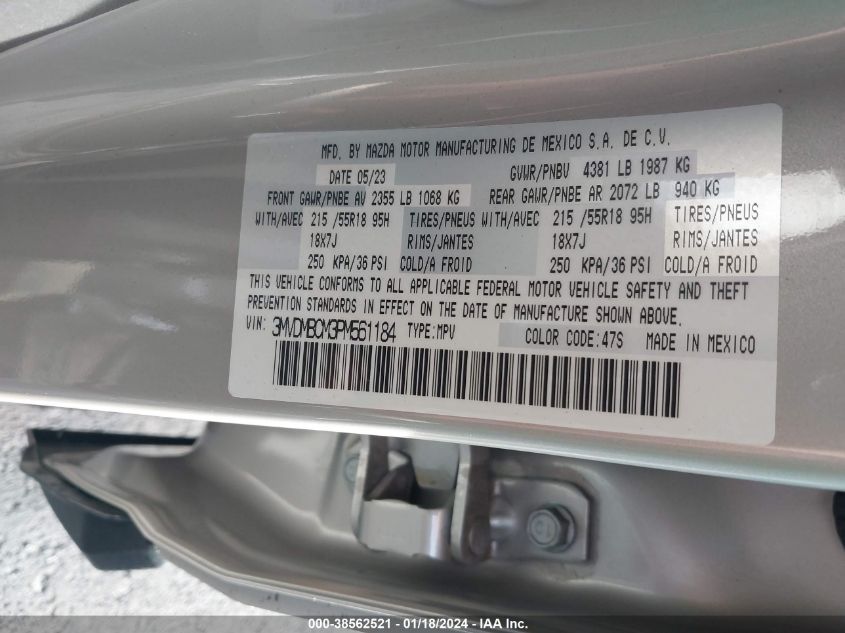 MFD. BY MAZDA MOTOR MANUFACTURING DE MEXICO S.A. DE C.V.
DATE 05/23 GVWR/PNBV 4381 LB 1987 KG
FRONT GAWR/PNBE AV 2355 LB 1068 KG REAR GAWR/PNBE AR 2072 LB 940 KG
WITH/AVEC 215 /55R18 95H TIRES/PNEUS WITH/AVEC 215 /55R18 95H TIRES/PNEUS
18X7J RIMS/JANTES 18X7J RIMS/JANTES
250 KPA/36 PSI COLD/A FROID 250 KPA/36 PSI COLD/A FROID
THIS VEHICLE CONFORMS TO ALL APPLICABLE FEDERAL MOTOR VEHICLE SAFETY AND THEFT
PREVENTION STANDARDS IN EFFECT ON THE DATE OF MANUFACTURE SHOWN ABOVE.
VIN: 3MVDMBCM3PM561184 TYPE:MPV COLOR CODE:47S MADE IN MEXICO
000-38562521 - 01/18/2024 - IAA Inc.